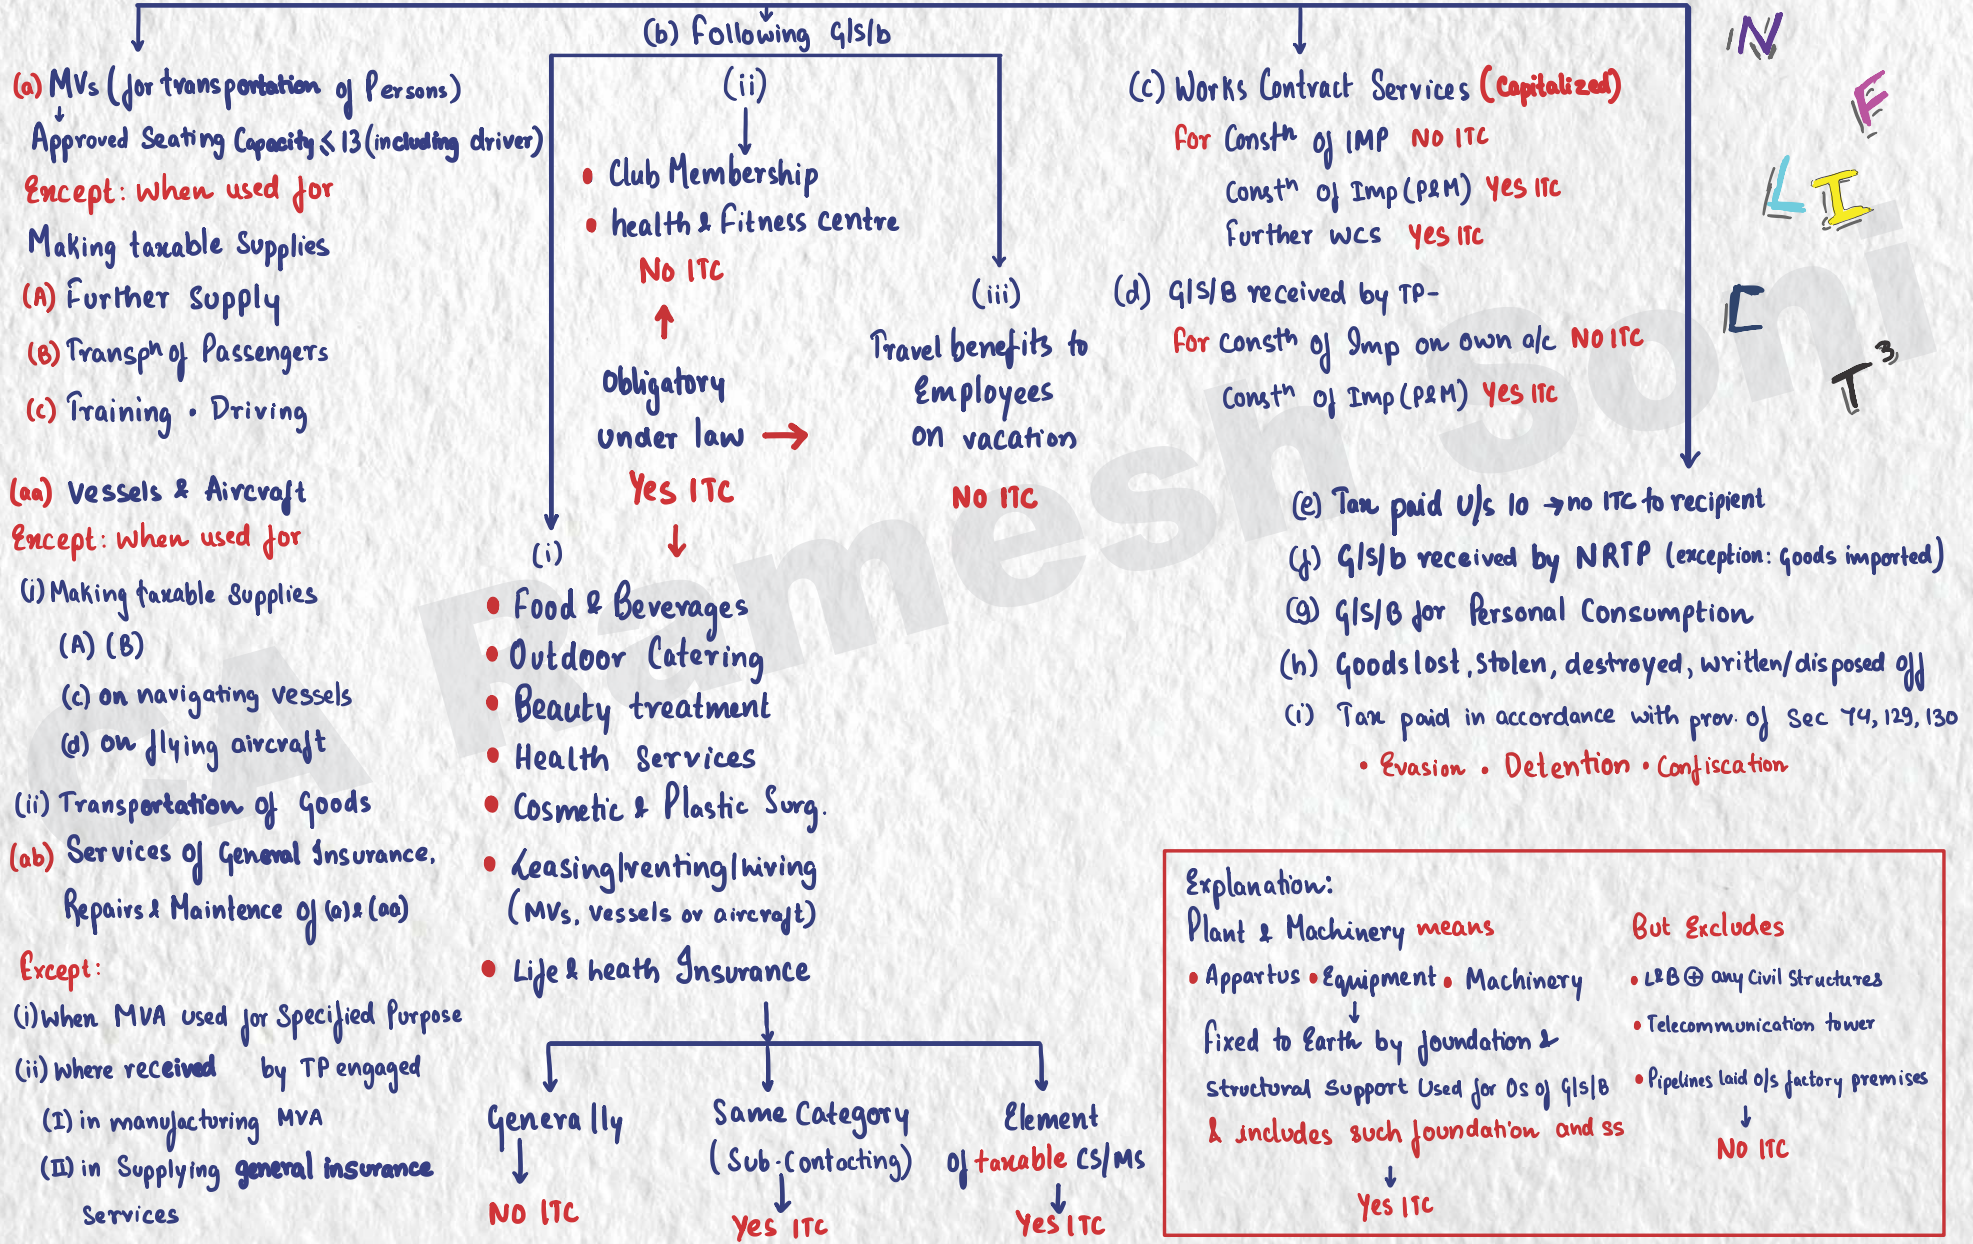 (a) MVs (for transportation of Persons)
Approved Seating Capacity ≤ 13 (including driver)
Except: when used for
Making taxable Supplies
(A) Further Supply
(B) Transpⁿ of Passengers
(c) Training • Driving
(aa) Vessels & Aircraft
Except: when used for
(i) Making taxable Supplies
(A) (B)
(c) on navigating vessels
(d) on flying aircraft
(ii) Transportation of Goods
(ab) Services of General Insurance,
Repairs & Maintence of (a) & (aa)
Except:
(i) When MVA used for Specified Purpose
(ii) Where received by TP engaged
(I) in manufacturing MVA
(II) in Supplying general insurance
Services
(b) Following G/S/b
(ii)
• Club Membership
• health & Fitness centre
No ITC
Obligatory
under law
Yes ITC
(iii)
Travel benefits to
Employees
on vacation
NO ITC
(i)
• Food & Beverages
• Outdoor Catering
• Beauty treatment
• Health Services
• Cosmetic & Plastic Surg.
• Leasing/renting/hiring
(MVs, vessels or aircraft)
• Life & heath Insurance
Generally
NO ITC
Same Category
(Sub-Contacting)
Yes ITC
Element
of taxable CS/MS
Yes ITC
(c) Works Contract Services (Capitalized)
For Constⁿ of IMP NO ITC
Constⁿ of Imp (P&M) Yes ITC
Further WCS Yes ITC
(d) G/S/B received by TP-
For constⁿ of Imp on own a/c NO ITC
Constⁿ of Imp (P&M) Yes ITC
N
F
L I
C
T³
(e) Tax paid U/s 10 → no ITC to recipient
(f) G/S/b received by NRTP (exception: Goods imported)
(g) G/S/B for Personal Consumption
(h) Goods lost, Stolen, destroyed, written/disposed off
(i) Tax paid in accordance with prov. of Sec 74, 129, 130
• Evasion • Detention • Confiscation
Explanation:
Plant & Machinery means
• Appartus • Equipment • Machinery
Fixed to Earth by foundation &
Structural Support Used for Os of G/S/B
& includes such foundation and ss
Yes ITC
But Excludes
• L&B ⊕ any Civil Structures
• Telecommunication tower
• Pipelines laid o/s factory premises
No ITC
CA Ramesh Soni